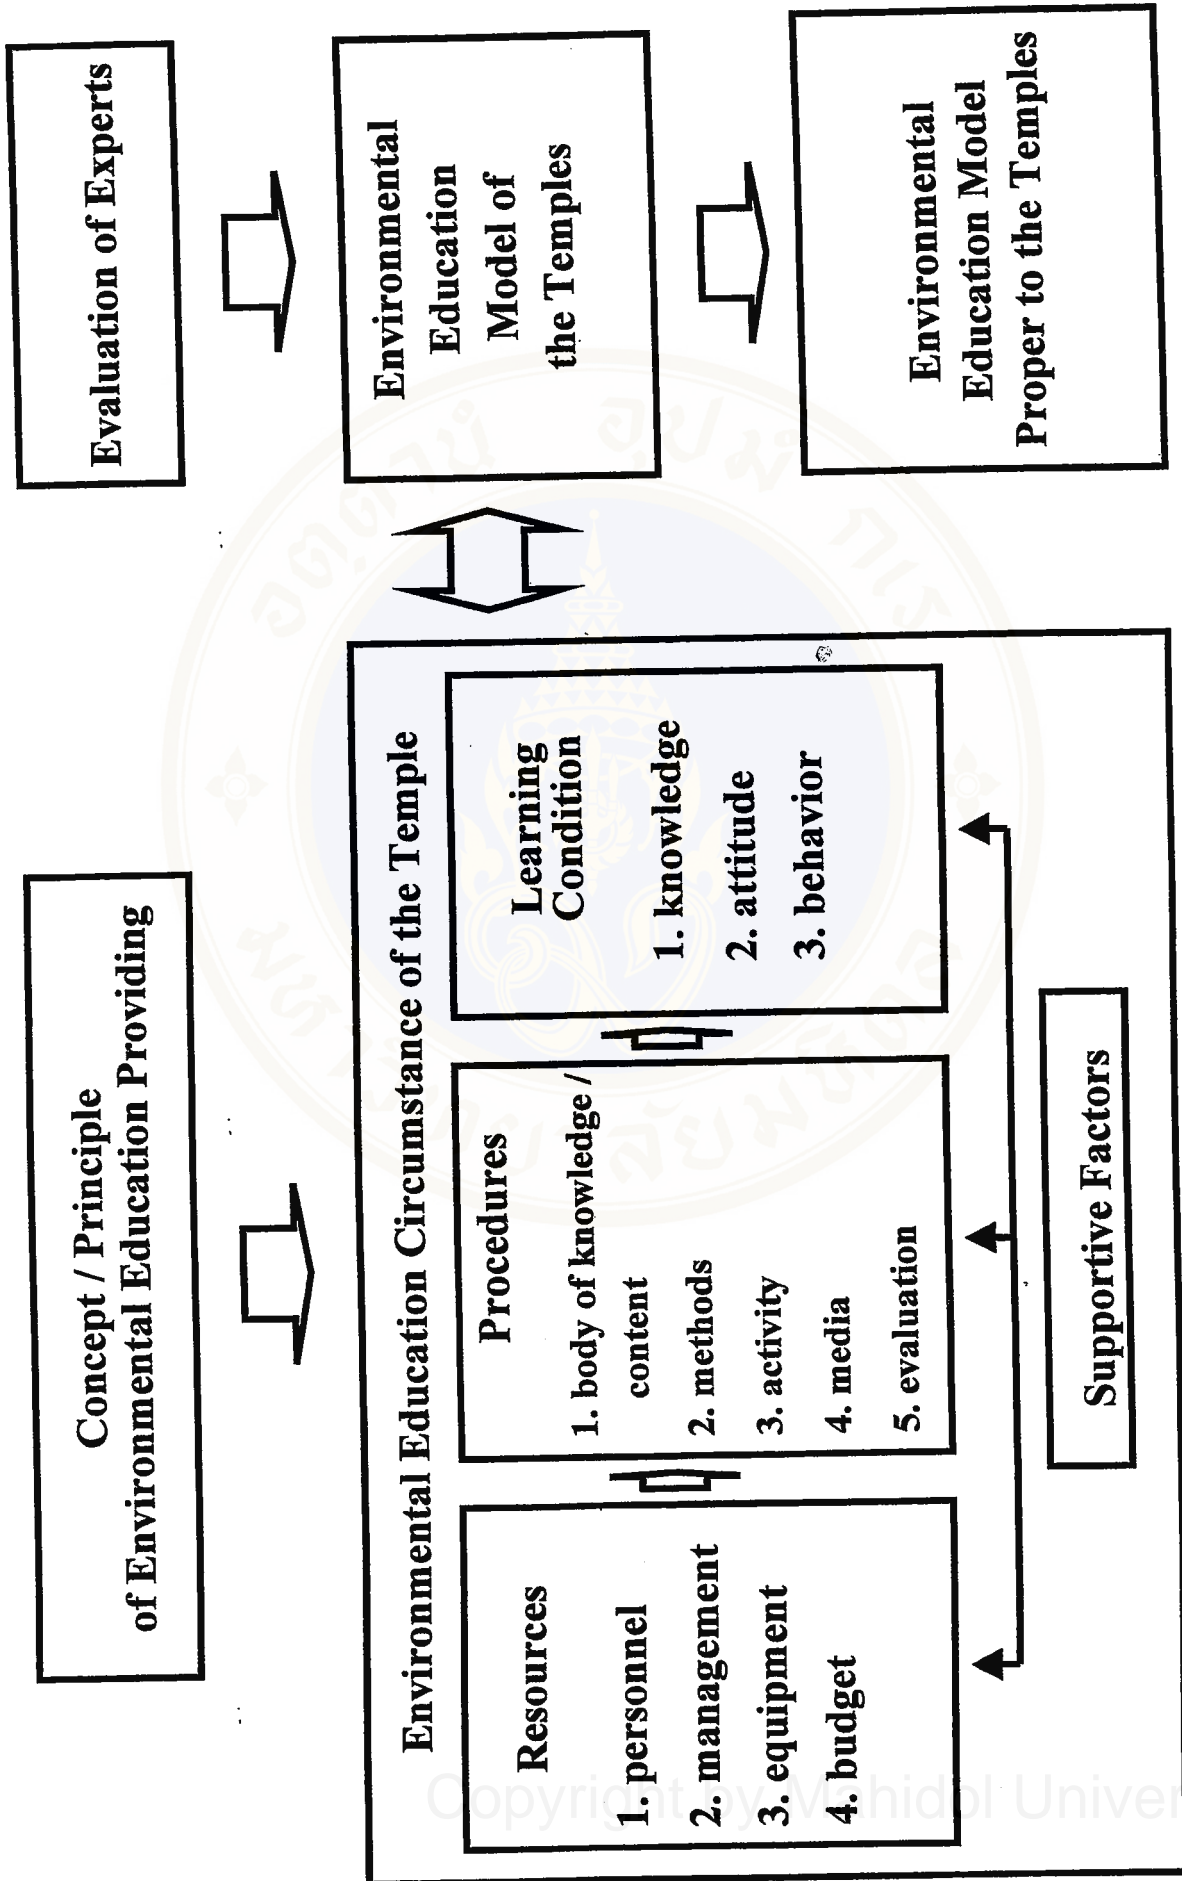 Concept / Principle
of Environmental Education Providing
Environmental Education Circumstance of the Temple
Resources
1. personnel
2. management
3. equipment
4. budget
Procedures
1. body of knowledge /
content
2. methods
3. activity
4. media
5. evaluation
Learning
Condition
1. knowledge
2. attitude
3. behavior
Supportive Factors
Evaluation of Experts
Environmental
Education
Model of
the Temples
Environmental
Education Model
Proper to the Temples
Copyright by Mahidol Univer